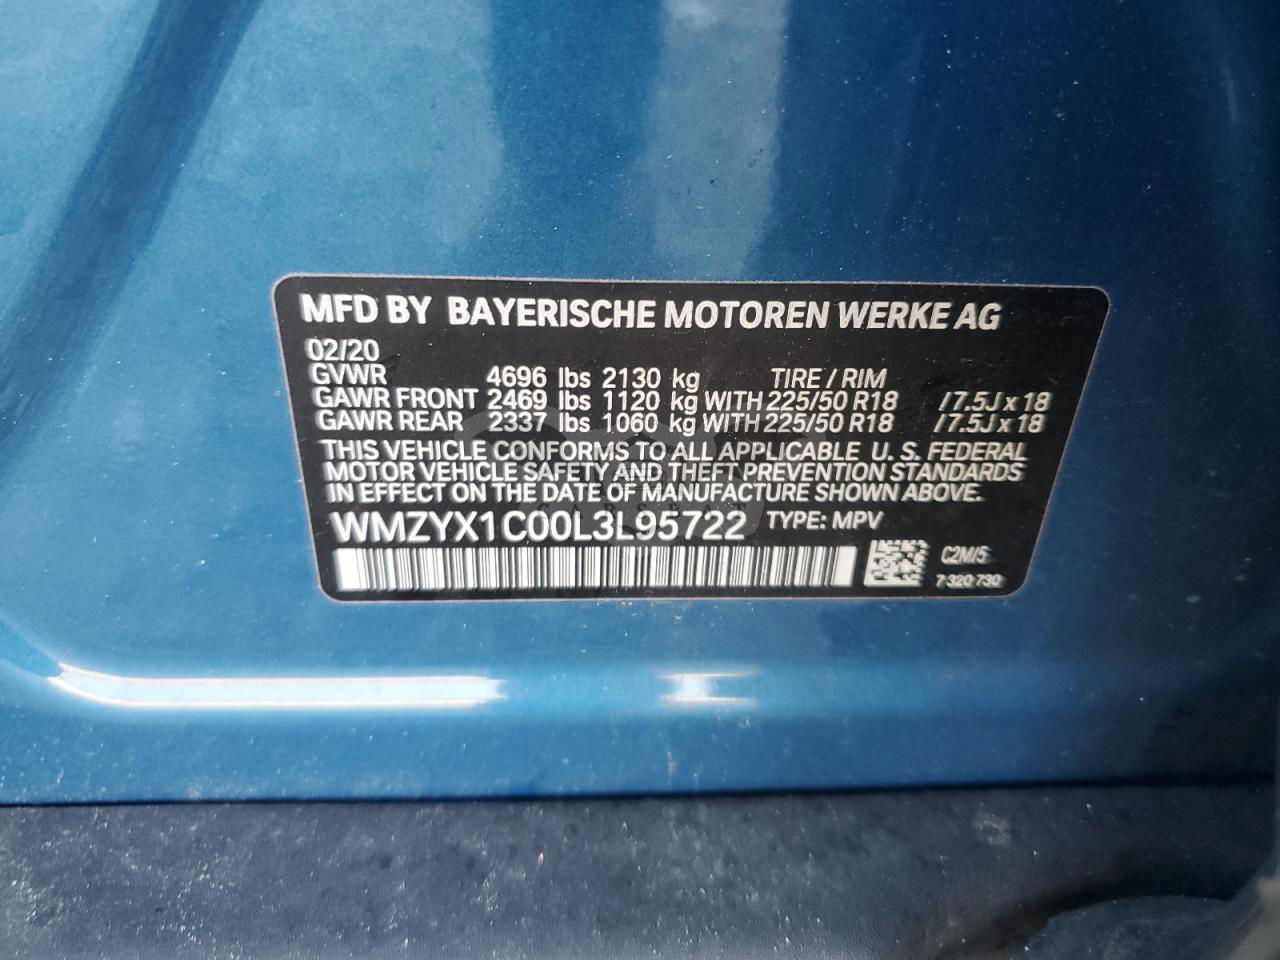 MFD BY BAYERISCHE MOTOREN WERKE AG
02/20
GVWR 4696 lbs 2130 kg TIRE / RIM
GAWR FRONT 2469 lbs 1120 kg WITH 225/50 R18 / 7.5J x 18
GAWR REAR 2337 lbs 1060 kg WITH 225/50 R18 / 7.5J x 18
THIS VEHICLE CONFORMS TO ALL APPLICABLE U. S. FEDERAL
MOTOR VEHICLE SAFETY AND THEFT PREVENTION STANDARDS
IN EFFECT ON THE DATE OF MANUFACTURE SHOWN ABOVE.
CARSEAT
WMZYX1C00L3L95722 TYPE: MPV
C2M/5
7 320 730